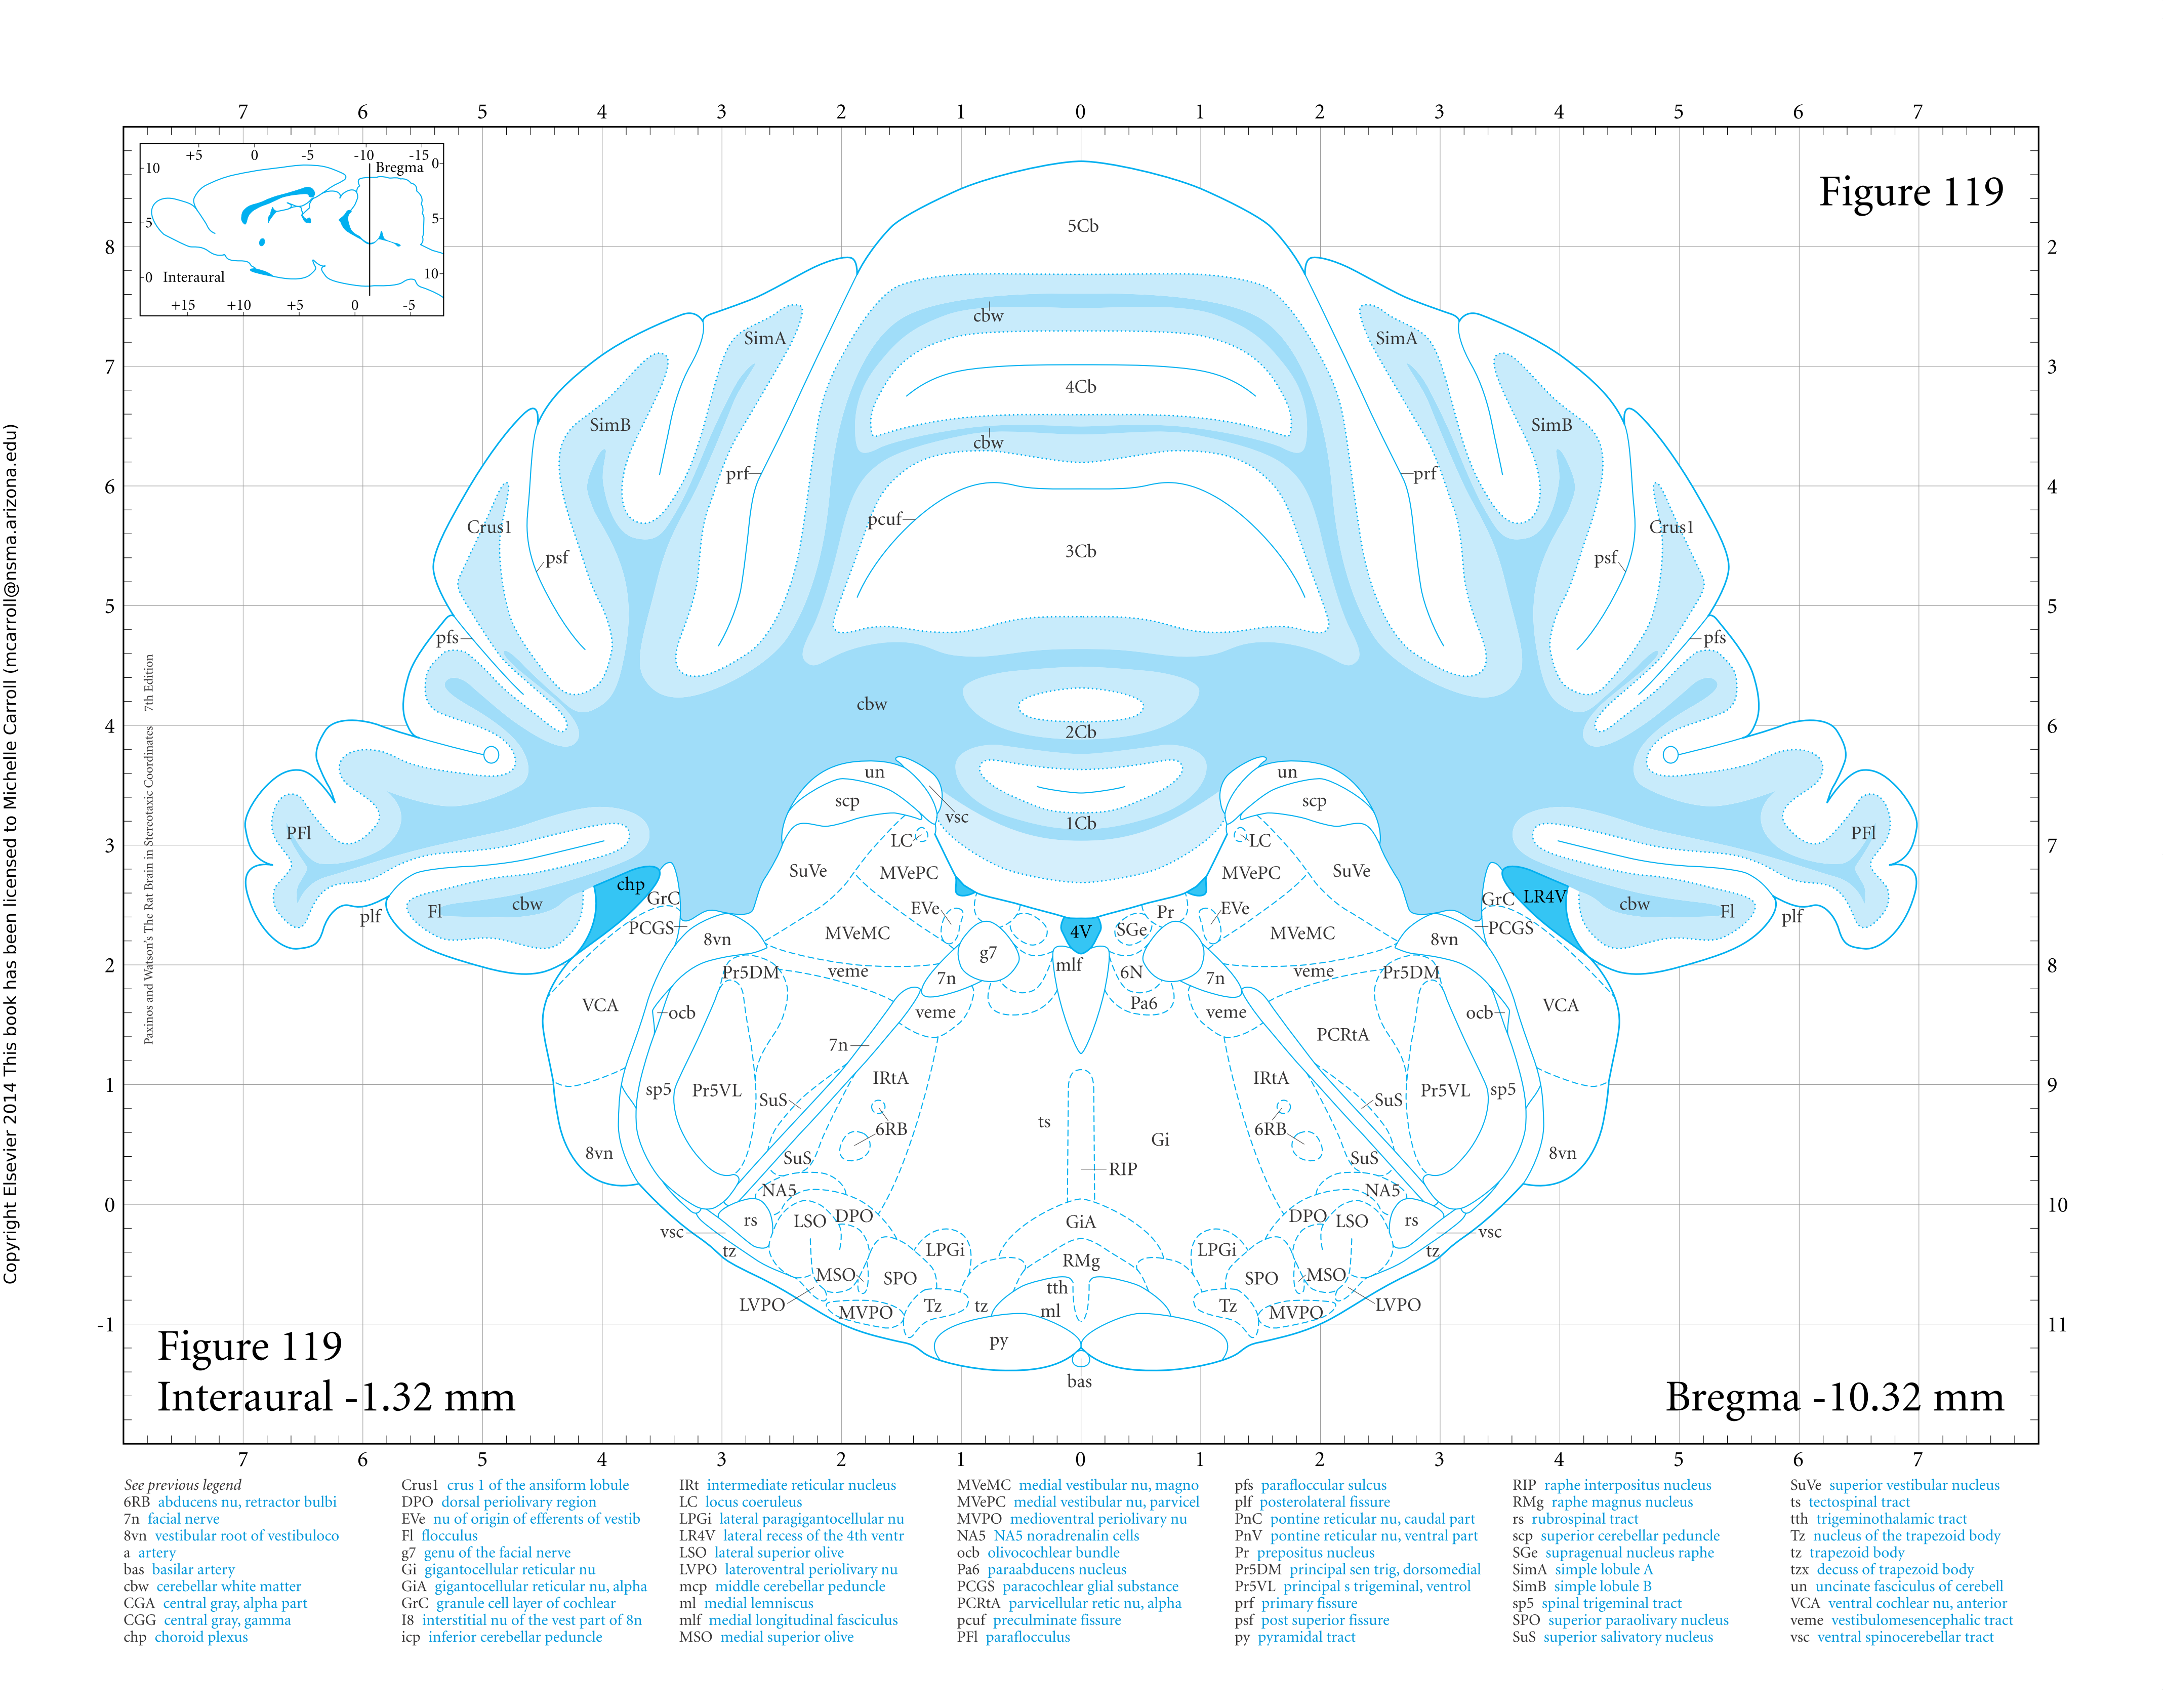 7 6 5 4 3 2 1 0 1 2 3 4 5 6 7
+5 0 -5 -10 -15
Bregma 0
10
5 5
0 Interaural 10
+15 +10 +5 0 -5
Figure 119
8 2
7 3
6 4
5 5
4 6
3 7
2 8
1 9
0 10
-1 11
5Cb
cbw
SimA SimA
4Cb
SimB SimB
cbw
prf prf
pcuf
Crus1 Crus1
3Cb
psf psf
pfs pfs
cbw
2Cb
un un
scp scp
vsc
1Cb
PFl PFl
LC LC
SuVe MVePC MVePC SuVe
chp
GrC GrC LR4V
Fl cbw cbw Fl
EVe Pr EVe
plf plf
PCGS SGe PCGS
4V
8vn MVeMC MVeMC 8vn
g7
mlf
Pr5DM veme 7n 6N 7n veme Pr5DM
VCA Pa6 VCA
ocb veme veme ocb
7n PCRtA
IRtA IRtA
sp5 Pr5VL SuS SuS Pr5VL sp5
ts
6RB Gi 6RB
8vn SuS SuS 8vn
RIP
NA5 NA5
rs LSO DPO GiA DPO LSO rs
vsc vsc
tz LPGi LPGi tz
RMg
MSO SPO SPO MSO
tth
LVPO MVPO Tz tz ml Tz MVPO LVPO
py
bas
Figure 119
Interaural -1.32 mm
Bregma -10.32 mm
7 6 5 4 3 2 1 0 1 2 3 4 5 6 7
Copyright Elsevier 2014 This book has been licensed to Michelle Carroll (mcarroll@nsma.arizona.edu)
Paxinos and Watson's The Rat Brain in Stereotaxic Coordinates 7th Edition
See previous legend
6RB abducens nu, retractor bulbi
7n facial nerve
8vn vestibular root of vestibuloco
a artery
bas basilar artery
cbw cerebellar white matter
CGA central gray, alpha part
CGG central gray, gamma
chp choroid plexus
Crus1 crus 1 of the ansiform lobule
DPO dorsal periolivary region
EVe nu of origin of efferents of vestib
Fl flocculus
g7 genu of the facial nerve
Gi gigantocellular reticular nu
GiA gigantocellular reticular nu, alpha
GrC granule cell layer of cochlear
I8 interstitial nu of the vest part of 8n
icp inferior cerebellar peduncle
IRt intermediate reticular nucleus
LC locus coeruleus
LPGi lateral paragigantocellular nu
LR4V lateral recess of the 4th ventr
LSO lateral superior olive
LVPO lateroventral periolivary nu
mcp middle cerebellar peduncle
ml medial lemniscus
mlf medial longitudinal fasciculus
MSO medial superior olive
MVeMC medial vestibular nu, magno
MVePC medial vestibular nu, parvicel
MVPO medioventral periolivary nu
NA5 NA5 noradrenalin cells
ocb olivocochlear bundle
Pa6 paraabducens nucleus
PCGS paracochlear glial substance
PCRtA parvicellular retic nu, alpha
pcuf preculminate fissure
PFl paraflocculus
pfs parafloccular sulcus
plf posterolateral fissure
PnC pontine reticular nu, caudal part
PnV pontine reticular nu, ventral part
Pr prepositus nucleus
Pr5DM principal sen trig, dorsomedial
Pr5VL principal s trigeminal, ventrol
prf primary fissure
psf post superior fissure
py pyramidal tract
RIP raphe interpositus nucleus
RMg raphe magnus nucleus
rs rubrospinal tract
scp superior cerebellar peduncle
SGe supragenual nucleus raphe
SimA simple lobule A
SimB simple lobule B
sp5 spinal trigeminal tract
SPO superior paraolivary nucleus
SuS superior salivatory nucleus
SuVe superior vestibular nucleus
ts tectospinal tract
tth trigeminothalamic tract
Tz nucleus of the trapezoid body
tz trapezoid body
tzx decuss of trapezoid body
un uncinate fasciculus of cerebell
VCA ventral cochlear nu, anterior
veme vestibulomesencephalic tract
vsc ventral spinocerebellar tract